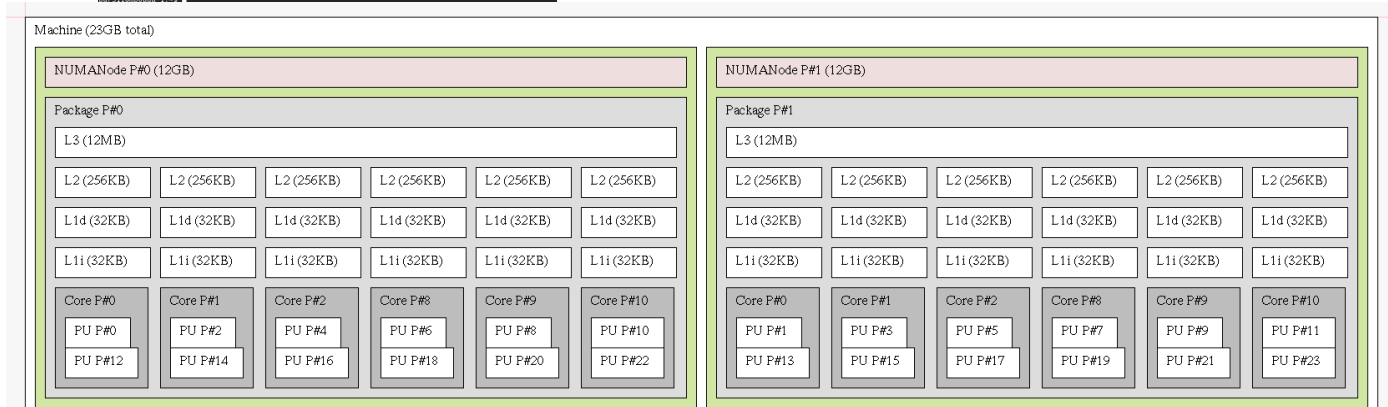 Machine (23GB total)
NUMANode P#0 (12GB)
Package P#0
L3 (12MB)
L2 (256KB) L2 (256KB) L2 (256KB) L2 (256KB) L2 (256KB) L2 (256KB)
L1d (32KB) L1d (32KB) L1d (32KB) L1d (32KB) L1d (32KB) L1d (32KB)
L1i (32KB) L1i (32KB) L1i (32KB) L1i (32KB) L1i (32KB) L1i (32KB)
Core P#0 Core P#1 Core P#2 Core P#8 Core P#9 Core P#10
PU P#0 PU P#2 PU P#4 PU P#6 PU P#8 PU P#10
PU P#12 PU P#14 PU P#16 PU P#18 PU P#20 PU P#22
NUMANode P#1 (12GB)
Package P#1
L3 (12MB)
L2 (256KB) L2 (256KB) L2 (256KB) L2 (256KB) L2 (256KB) L2 (256KB)
L1d (32KB) L1d (32KB) L1d (32KB) L1d (32KB) L1d (32KB) L1d (32KB)
L1i (32KB) L1i (32KB) L1i (32KB) L1i (32KB) L1i (32KB) L1i (32KB)
Core P#0 Core P#1 Core P#2 Core P#8 Core P#9 Core P#10
PU P#1 PU P#3 PU P#5 PU P#7 PU P#9 PU P#11
PU P#13 PU P#15 PU P#17 PU P#19 PU P#21 PU P#23